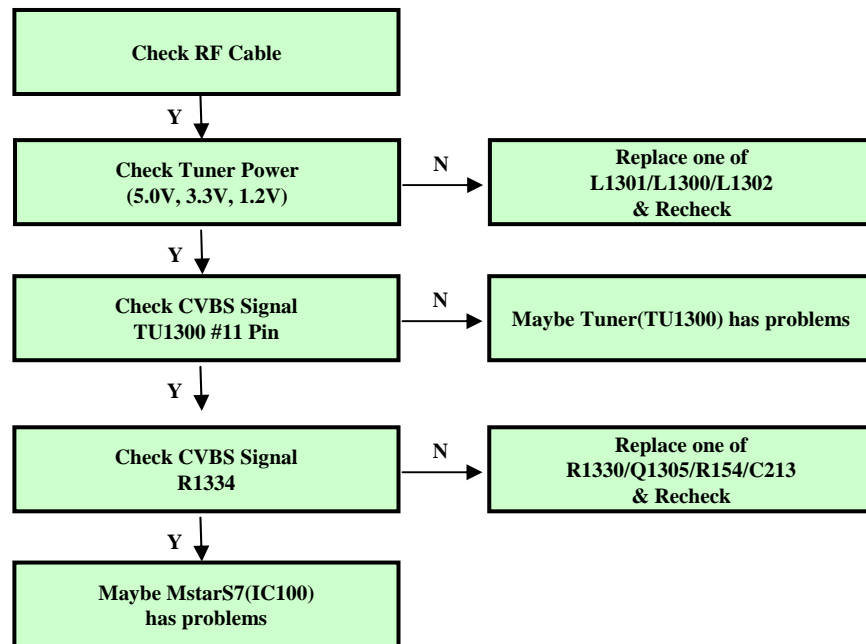 Check RF Cable
Y
Check Tuner Power
(5.0V, 3.3V, 1.2V)
N
Replace one of
L1301/L1300/L1302
& Recheck
Y
Check CVBS Signal
TU1300 #11 Pin
N
Maybe Tuner(TU1300) has problems
Y
Check CVBS Signal
R1334
N
Replace one of
R1330/Q1305/R154/C213
& Recheck
Y
Maybe MstarS7(IC100)
has problems